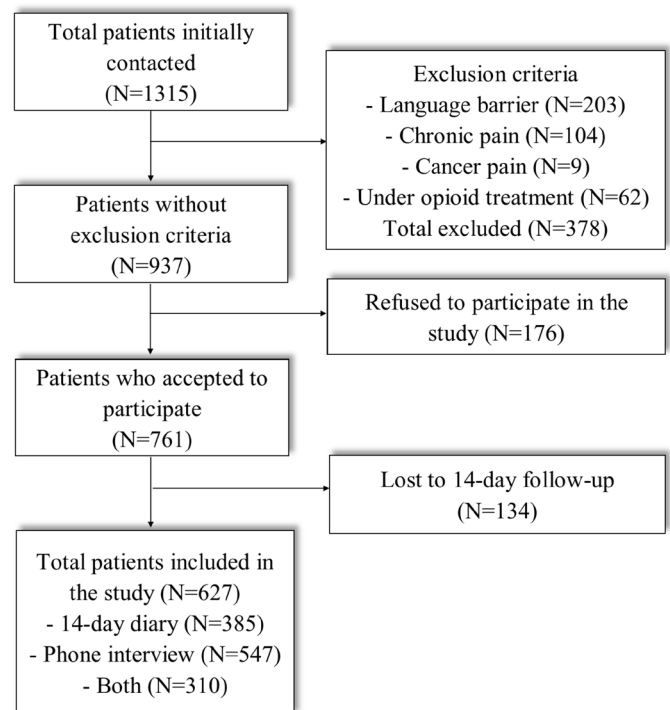 Total patients initially
contacted
(N=1315)
Exclusion criteria
- Language barrier (N=203)
- Chronic pain (N=104)
- Cancer pain (N=9)
- Under opioid treatment (N=62)
Total excluded (N=378)
Patients without
exclusion criteria
(N=937)
Refused to participate in the
study (N=176)
Patients who accepted to
participate
(N=761)
Lost to 14-day follow-up
(N=134)
Total patients included in
the study (N=627)
- 14-day diary (N=385)
- Phone interview (N=547)
- Both (N=310)